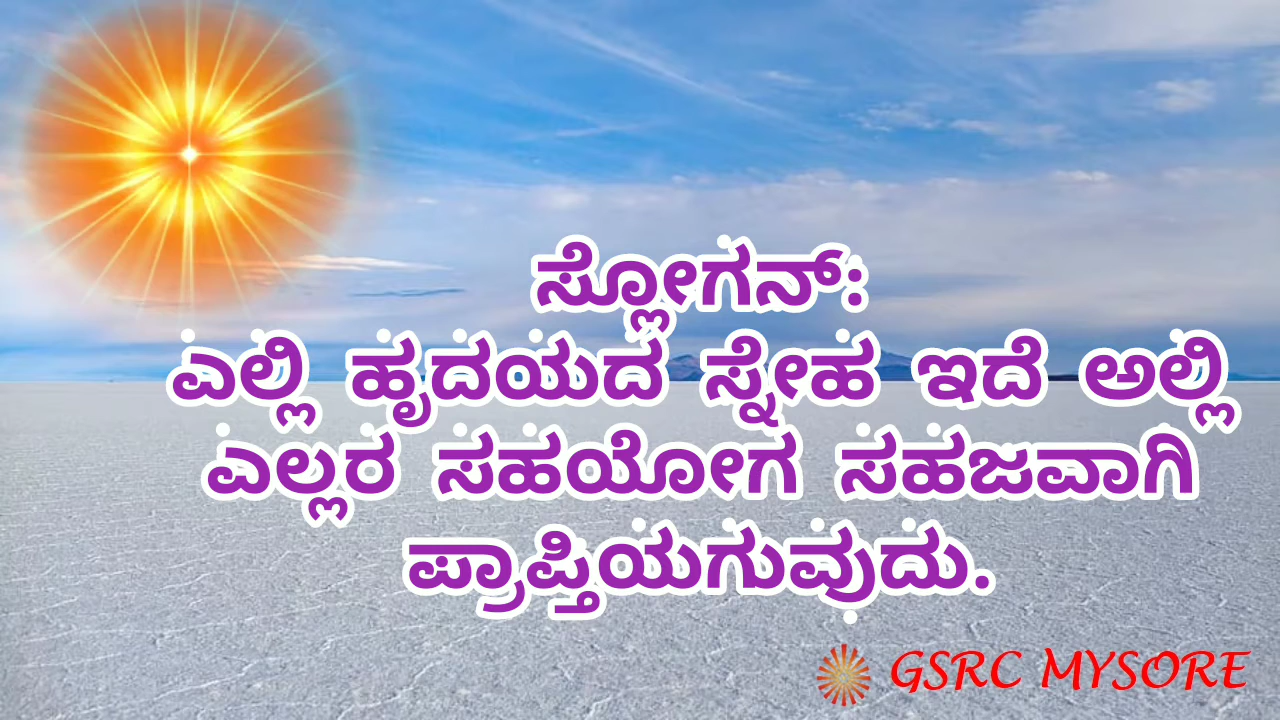 ಸ್ಲೋಗನ್:
ಎಲ್ಲಿ ಹೃದಯದ ಸ್ನೇಹ ಇದೆ ಅಲ್ಲಿ
ಎಲ್ಲರ ಸಹಯೋಗ ಸಹಜವಾಗಿ
ಪ್ರಾಪ್ತಿಯಗುವುದು.
GSRC MYSORE